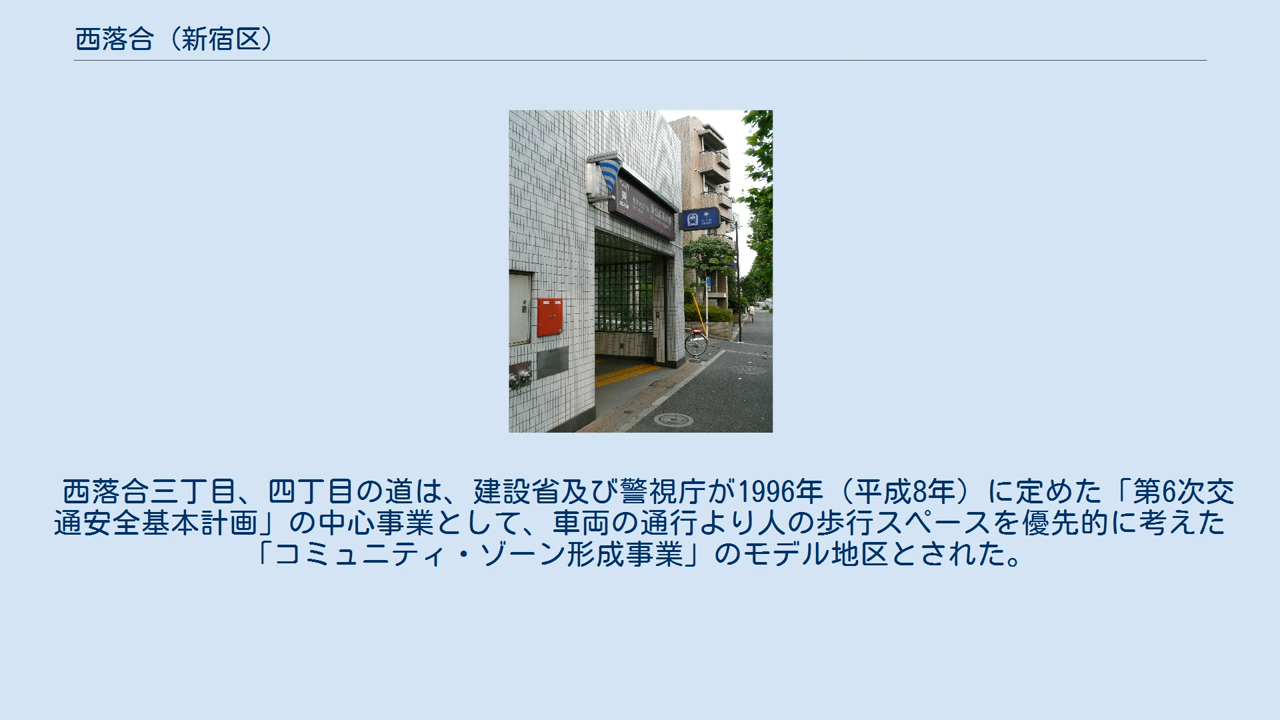 西落合（新宿区）
西落合三丁目、四丁目の道は、建設省及び警視庁が1996年（平成8年）に定めた「第6次交
通安全基本計画」の中心事業として、車両の通行より人の歩行スペースを優先的に考えた
「コミュニティ・ゾーン形成事業」のモデル地区とされた。